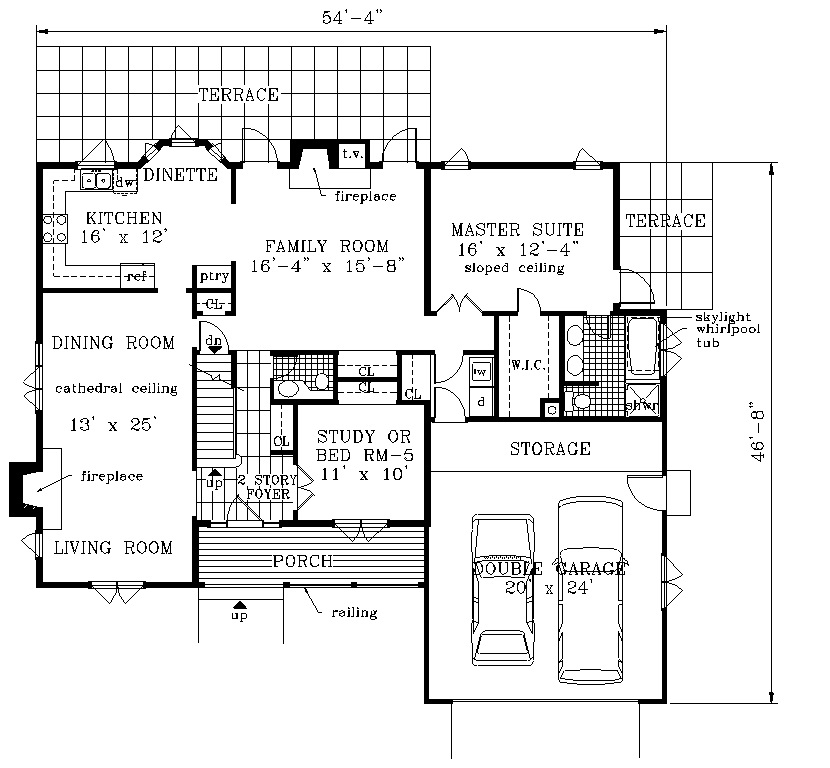 54'-4"
TERRACE
t.v.
dw
DINETTE
fireplace
KITCHEN
16' x 12'
FAMILY ROOM
16'-4" x 15'-8"
MASTER SUITE
16' x 12'-4"
sloped ceiling
TERRACE
ref
ptry
CL
skylight
whirlpool
tub
DINING ROOM
dn
W.I.C.
cathedral ceiling
CL
CL
CL
d
shwr
13' x 25'
CL
STUDY OR
BED RM-5
11' x 10'
STORAGE
46'-8"
fireplace
up
2 STORY
FOYER
LIVING ROOM
PORCH
DOUBLE GARAGE
20' x 24'
up
railing